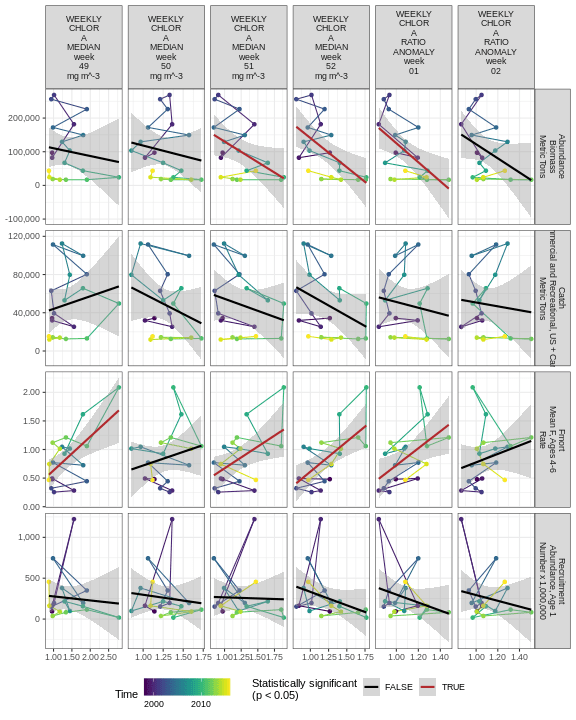 WEEKLY
CHLOR
A
MEDIAN
week
49
mg m^-3
WEEKLY
CHLOR
A
MEDIAN
week
50
mg m^-3
WEEKLY
CHLOR
A
MEDIAN
week
51
mg m^-3
WEEKLY
CHLOR
A
MEDIAN
week
52
mg m^-3
WEEKLY
CHLOR
A
RATIO
ANOMALY
week
01
WEEKLY
CHLOR
A
RATIO
ANOMALY
week
02
200,000
100,000
0
-100,000
Abundance
Biomass
Metric Tons
120,000
80,000
40,000
0
Catch
mmercial and Recreational, US + Ca
Metric Tons
2.00
1.50
1.00
0.50
0.00
Fmort
Mean F, Ages 4-6
Rate
1,000
500
0
Recruitment
Abundance, Age 1
Number x 1,000,000
1.00 1.50 2.00 2.50
1.00 1.25 1.50 1.75
1.00 1.25 1.50 1.75
1.00 1.25 1.50 1.75
1.00 1.20 1.40
1.00 1.20 1.40
Time
2000 2010
Statistically significant
(p < 0.05)
FALSE TRUE